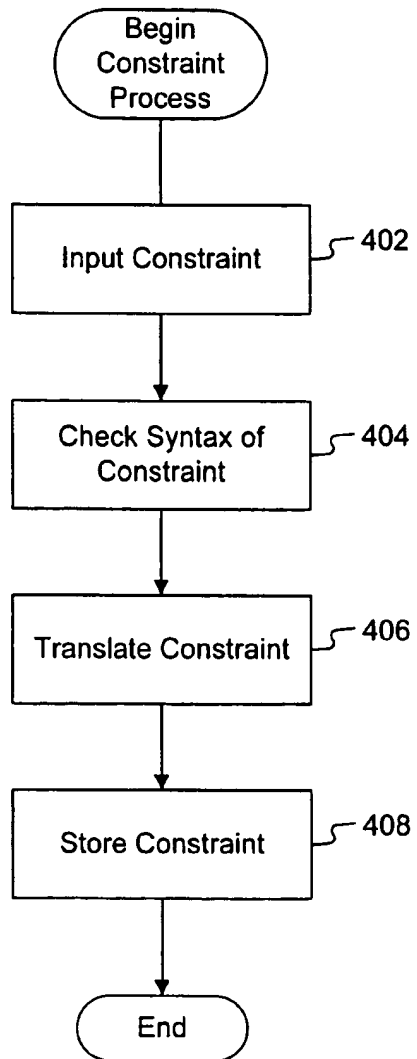 Begin
Constraint
Process
Input Constraint
402
Check Syntax of
Constraint
404
Translate Constraint
406
Store Constraint
408
End